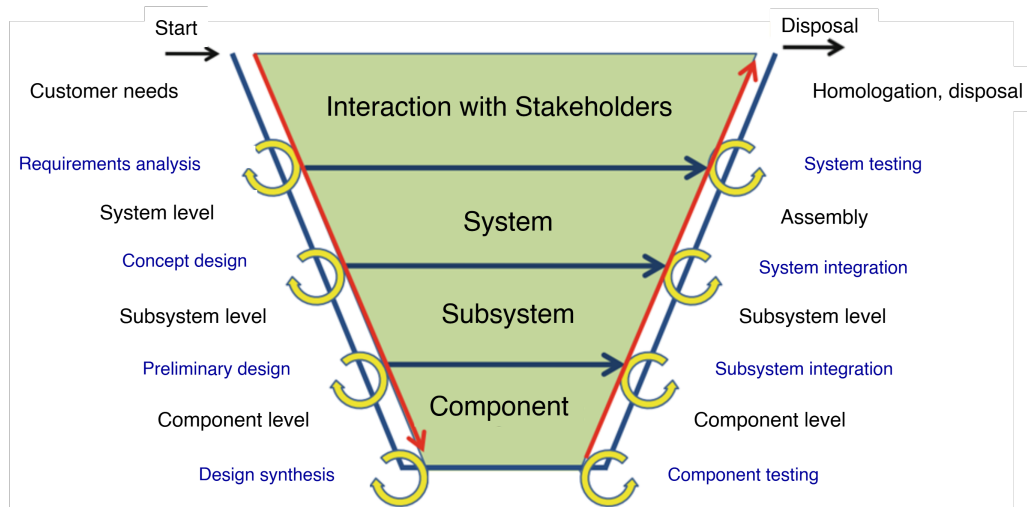 Start
Disposal
Customer needs
Homologation, disposal
Interaction with Stakeholders
Requirements analysis
System testing
System level
System
Assembly
Concept design
System integration
Subsystem level
Subsystem
Subsystem level
Preliminary design
Subsystem integration
Component level
Component
Component level
Design synthesis
Component testing